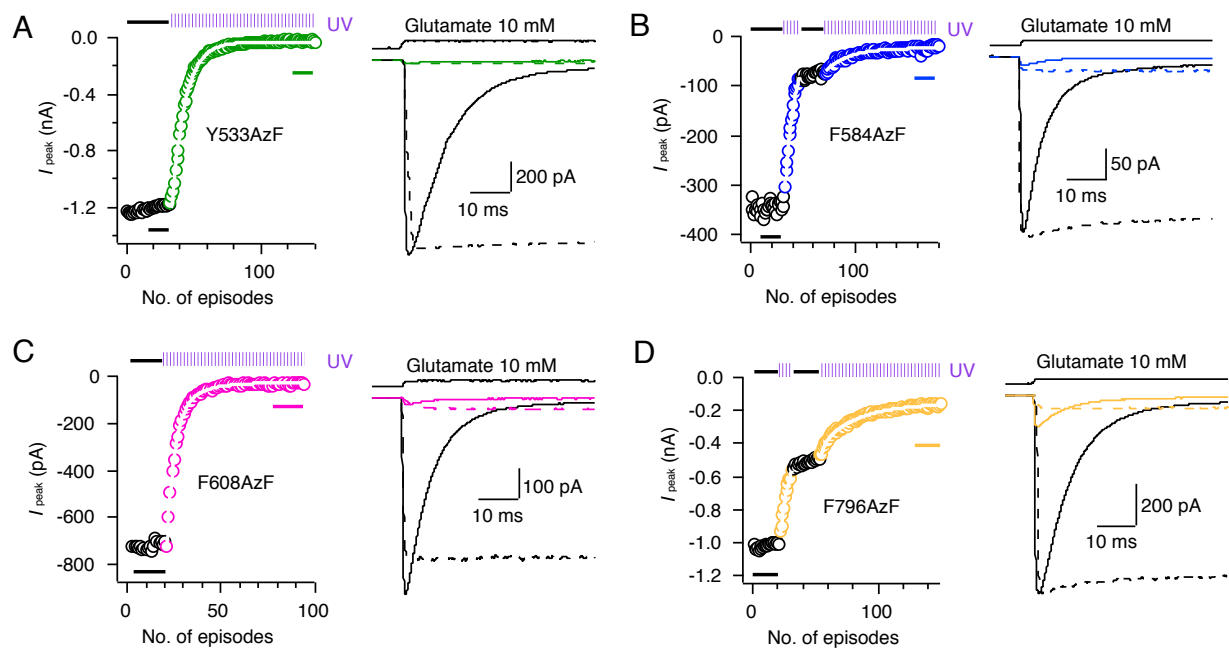 A
UV
0.0
-0.4
-0.8
-1.2
I peak (nA)
Y533AzF
0
100
No. of episodes
Glutamate 10 mM
200 pA
10 ms
B
UV
0
-100
-200
-300
-400
I peak (pA)
F584AzF
0
100
No. of episodes
Glutamate 10 mM
50 pA
10 ms
C
UV
0
-200
-400
-600
-800
I peak (pA)
F608AzF
0
50
100
No. of episodes
Glutamate 10 mM
100 pA
10 ms
D
UV
0.0
-0.2
-0.4
-0.6
-0.8
-1.0
-1.2
I peak (nA)
F796AzF
0
100
No. of episodes
Glutamate 10 mM
200 pA
10 ms